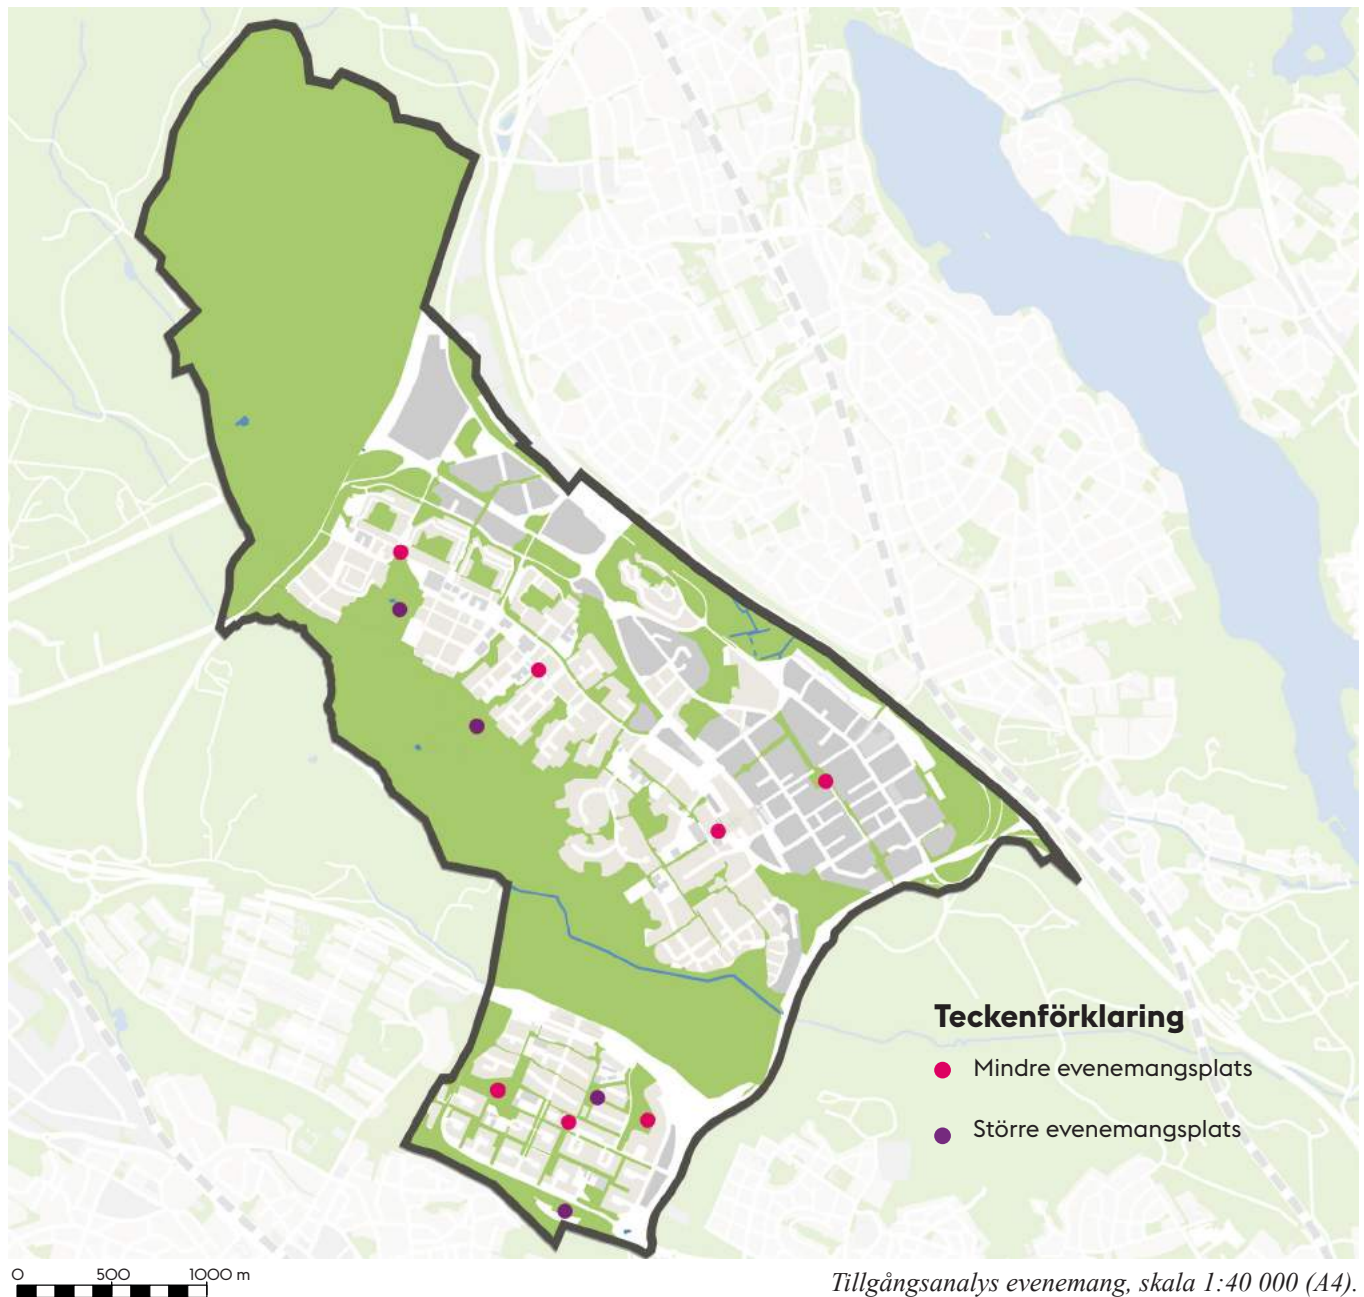 Teckenförklaring
Mindre evenemangsplats
Större evenemangsplats
0 500 1000 m
Tillgångsanalys evenemang, skala 1:40 000 (A4).